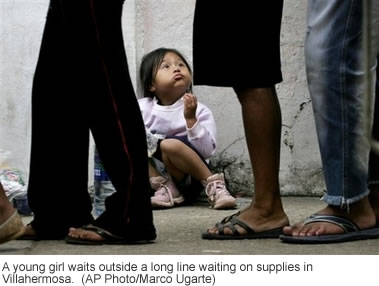 A young girl waits outside a long line waiting on supplies in
Villahermosa.  (AP Photo/Marco Ugarte)